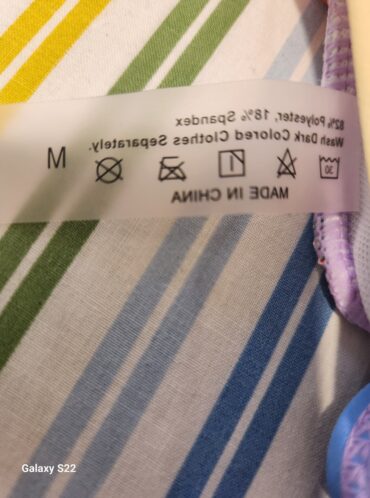 82% Polyester, 18% Spandex
Wash Dark Colored Clothes Separately.
30
M
MADE IN CHINA
Galaxy S22